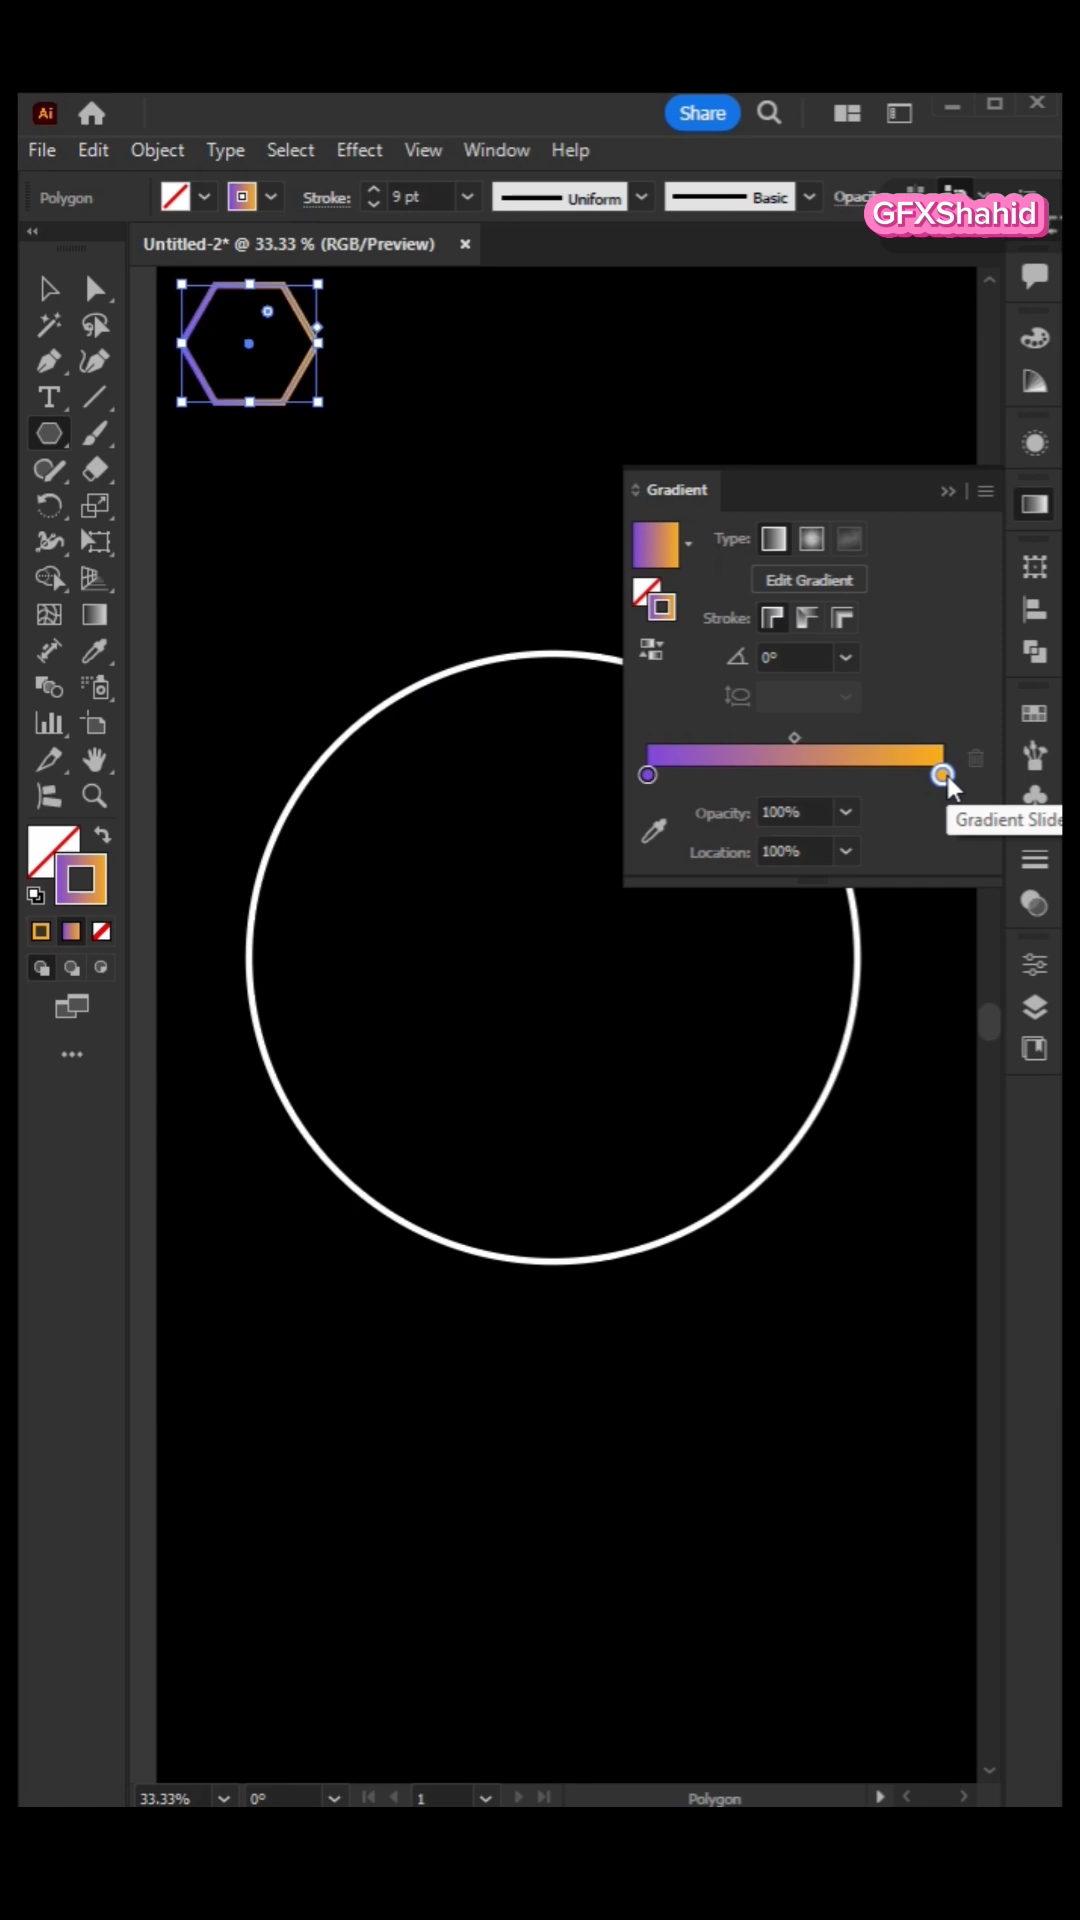 Ai
Share
File Edit Object Type Select Effect View Window Help
Polygon Stroke: 9 pt Uniform Basic
GFXShahid
Untitled-2* @ 33.33 % (RGB/Preview) ×
Gradient
Type:
Edit Gradient
Stroke:
0°
Opacity: 100%
Gradient Slide
Location: 100%
T
33.33% 0° 1 Polygon